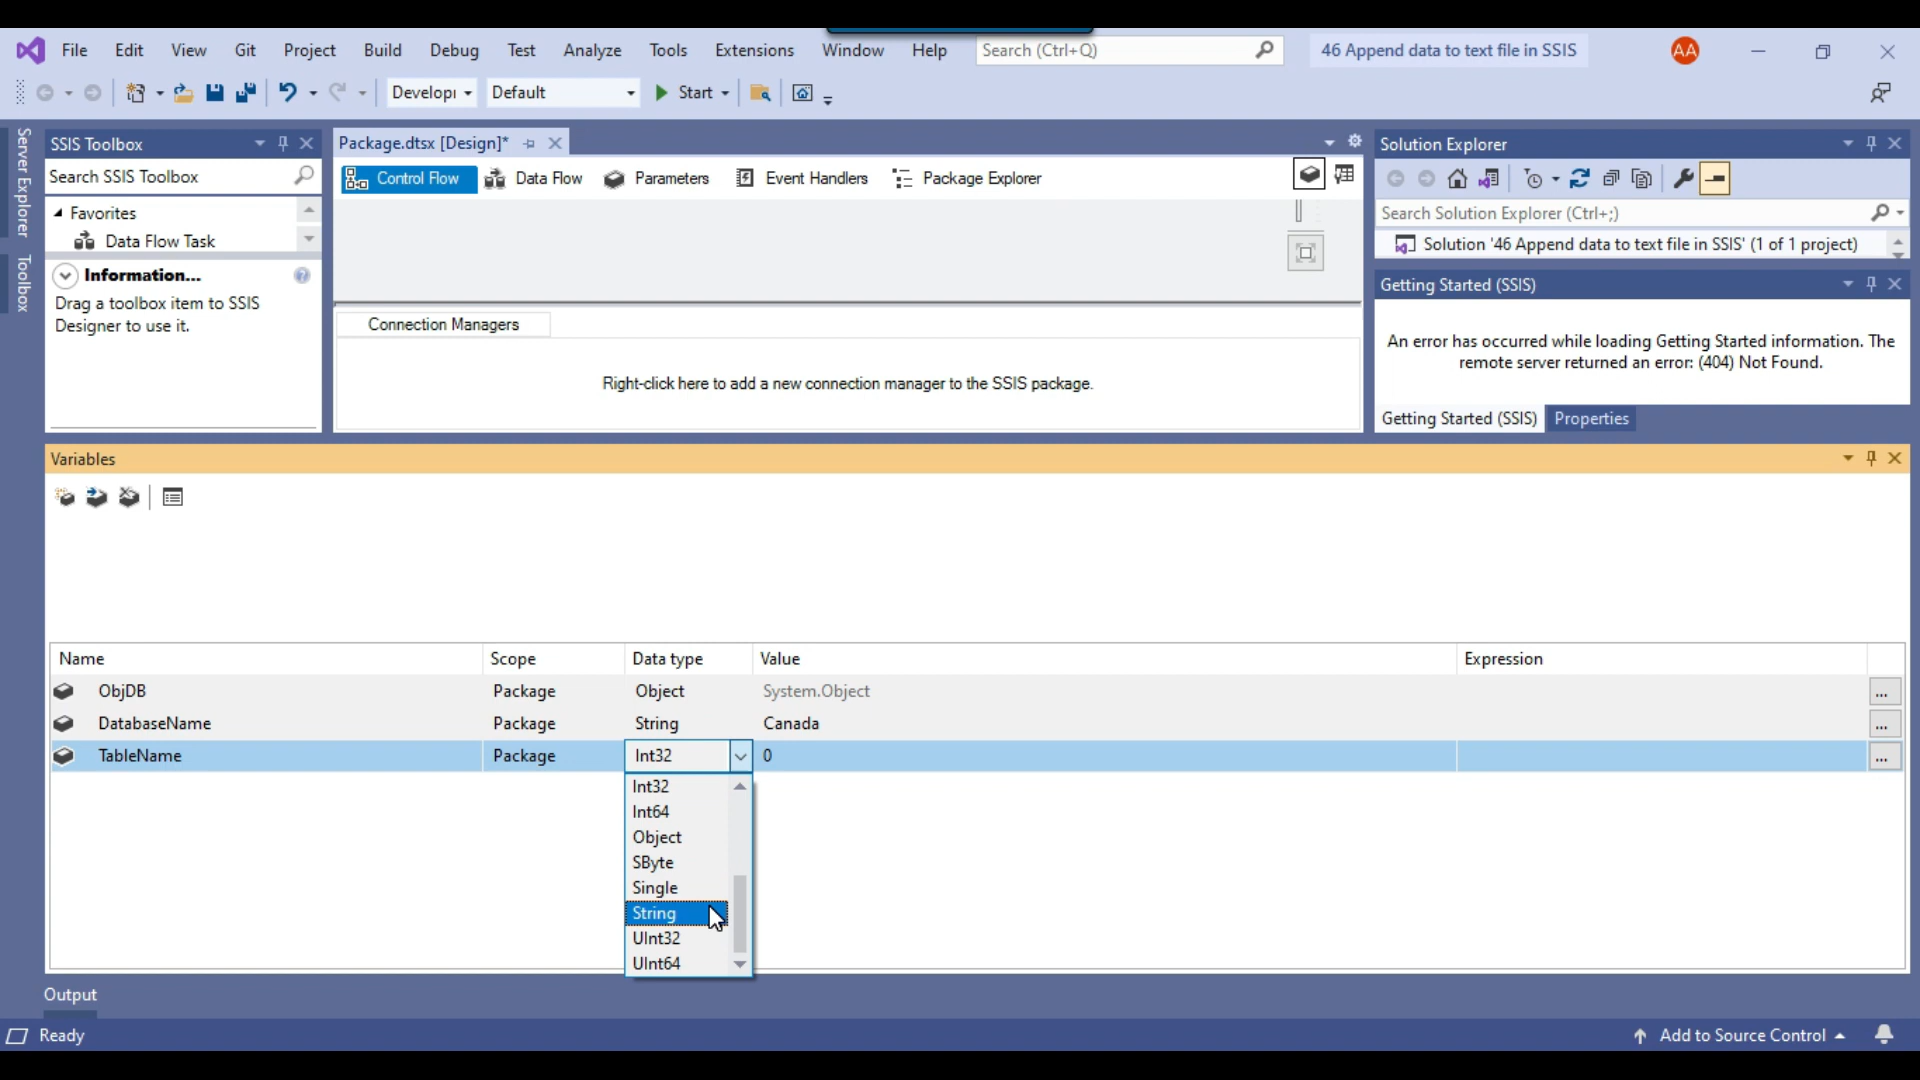 File Edit View Git Project Build Debug Test Analyze Tools Extensions Window Help Search (Ctrl+Q) 46 Append data to text file in SSIS AA
Developi Default Start
Server Explorer
Toolbox
SSIS Toolbox
Search SSIS Toolbox
Favorites
Data Flow Task
Information...
Drag a toolbox item to SSIS
Designer to use it.
Package.dtsx [Design]*
Control Flow Data Flow Parameters Event Handlers Package Explorer
Connection Managers
Right-click here to add a new connection manager to the SSIS package.
Solution Explorer
Search Solution Explorer (Ctrl+;)
Solution '46 Append data to text file in SSIS' (1 of 1 project)
Getting Started (SSIS)
An error has occurred while loading Getting Started information. The
remote server returned an error: (404) Not Found.
Getting Started (SSIS) Properties
Variables
Name Scope Data type Value Expression
ObjDB Package Object System.Object ...
DatabaseName Package String Canada ...
TableName Package Int32 0 ...
Int32
Int64
Object
SByte
Single
String
UInt32
UInt64
Output
Ready Add to Source Control